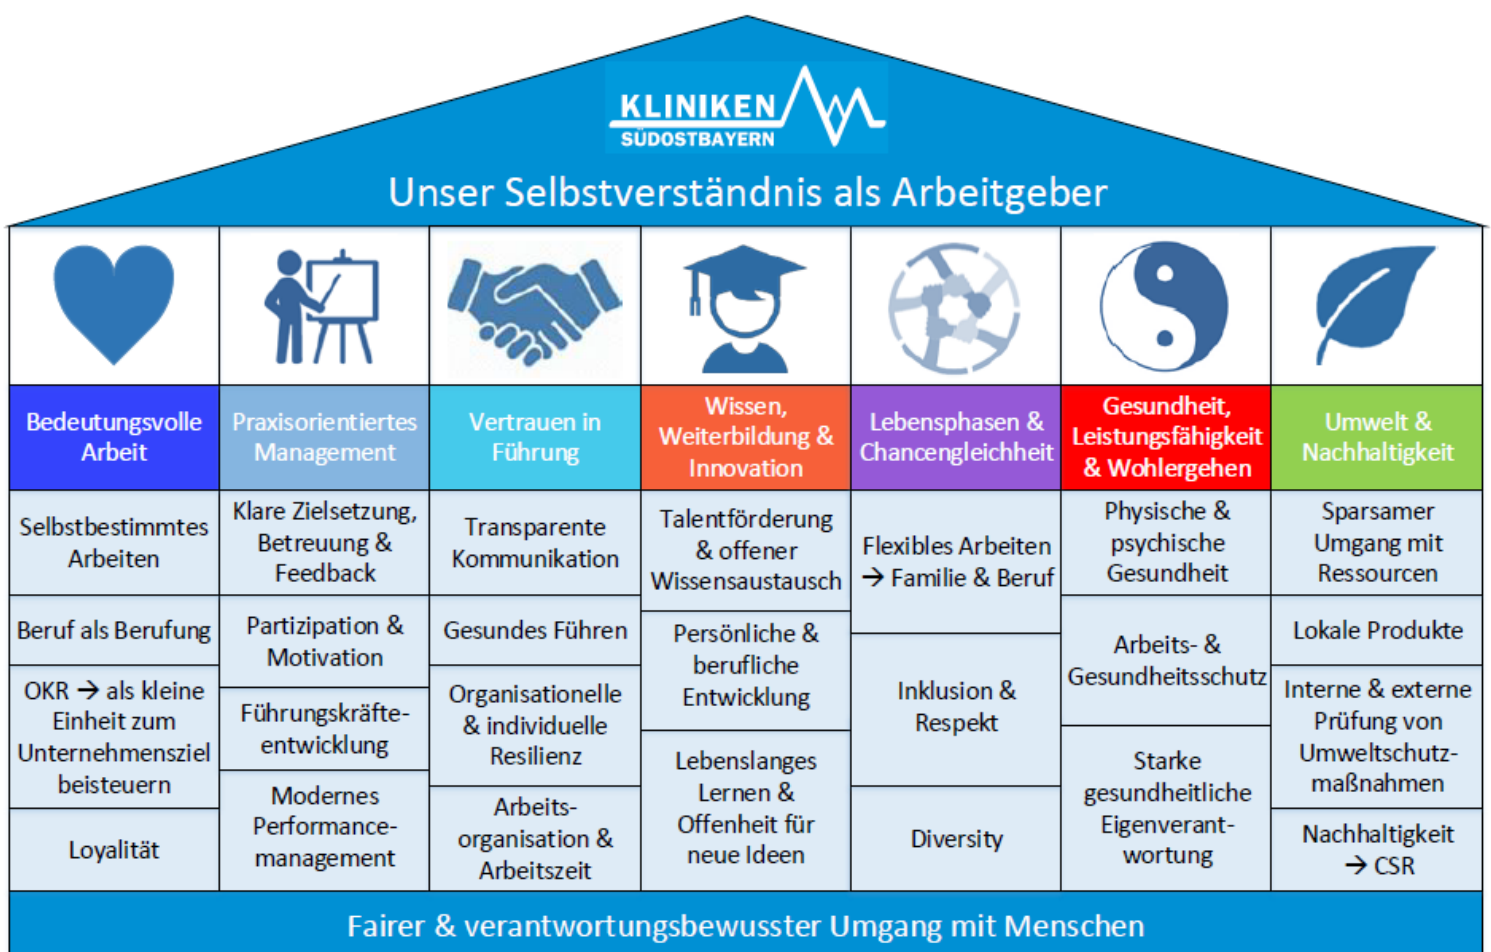 KLINIKEN
SÜDOSTBAYERN
Unser Selbstverständnis als Arbeitgeber
Bedeutungsvolle
Arbeit
Selbstbestimmtes
Arbeiten
Beruf als Berufung
OKR → als kleine
Einheit zum
Unternehmensziel
beisteuern
Loyalität
Praxisorientiertes
Management
Klare Zielsetzung,
Betreuung &
Feedback
Partizipation &
Motivation
Führungskräfte-
entwicklung
Modernes
Performance-
management
Vertrauen in
Führung
Transparente
Kommunikation
Gesundes Führen
Organisationelle
& individuelle
Resilienz
Arbeits-
organisation &
Arbeitszeit
Wissen,
Weiterbildung &
Innovation
Talentförderung
& offener
Wissensaustausch
Persönliche &
berufliche
Entwicklung
Lebenslanges
Lernen &
Offenheit für
neue Ideen
Lebensphasen &
Chancengleichheit
Flexibles Arbeiten
→ Familie & Beruf
Inklusion &
Respekt
Diversity
Gesundheit,
Leistungsfähigkeit
& Wohlergehen
Physische &
psychische
Gesundheit
Arbeits- &
Gesundheitsschutz
Starke
gesundheitliche
Eigenverant-
wortung
Umwelt &
Nachhaltigkeit
Sparsamer
Umgang mit
Ressourcen
Lokale Produkte
Interne & externe
Prüfung von
Umweltschutz-
maßnahmen
Nachhaltigkeit
→ CSR
Fairer & verantwortungsbewusster Umgang mit Menschen